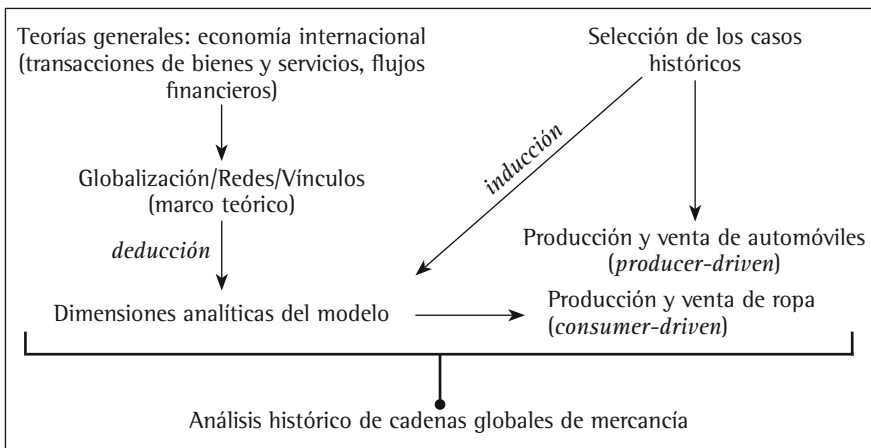 Teorías generales: economía internacional
(transacciones de bienes y servicios, flujos
financieros)
Selección de los casos
históricos
inducción
Globalización/Redes/Vínculos
(marco teórico)
deducción
Producción y venta de automóviles
(producer-driven)
Dimensiones analíticas del modelo
Producción y venta de ropa
(consumer-driven)
Análisis histórico de cadenas globales de mercancía